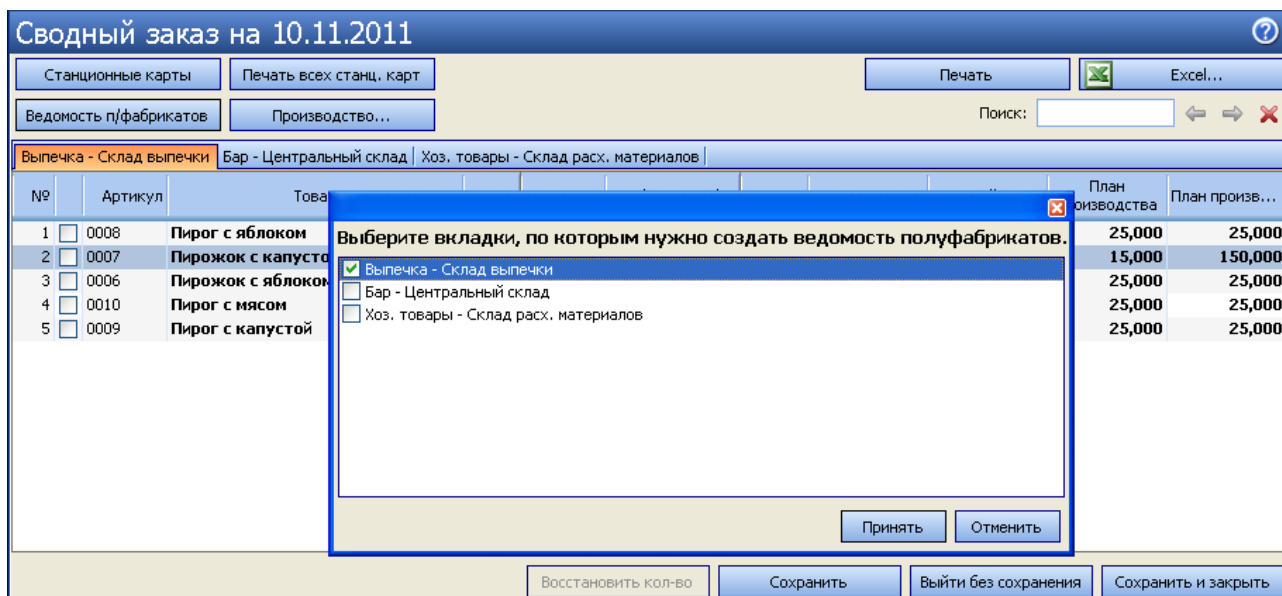 Сводный заказ на 10.11.2011
Станционные карты Печать всех станц. карт Печать Excel...
Ведомость п/фабрикатов Производство... Поиск:
Выпечка - Склад выпечки Бар - Центральный склад Хоз. товары - Склад расх. материалов
№ Артикул Това План
оизводства План произв...
1 0008 Пирог с яблоком 25,000 25,000
2 0007 Пирожок с капусто 15,000 150,000
3 0006 Пирожок с яблоком 25,000 25,000
4 0010 Пирог с мясом 25,000 25,000
5 0009 Пирог с капустой 25,000 25,000
Выберите вкладки, по которым нужно создать ведомость полуфабрикатов.
Выпечка - Склад выпечки
Бар - Центральный склад
Хоз. товары - Склад расх. материалов
Принять Отменить
Восстановить кол-во Сохранить Выйти без сохранения Сохранить и закрыть